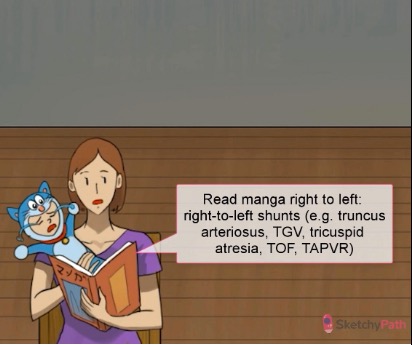 Read manga right to left:
right-to-left shunts (e.g. truncus
arteriosus, TGV, tricuspid
atresia, TOF, TAPVR)
マンガ
SketchyPath